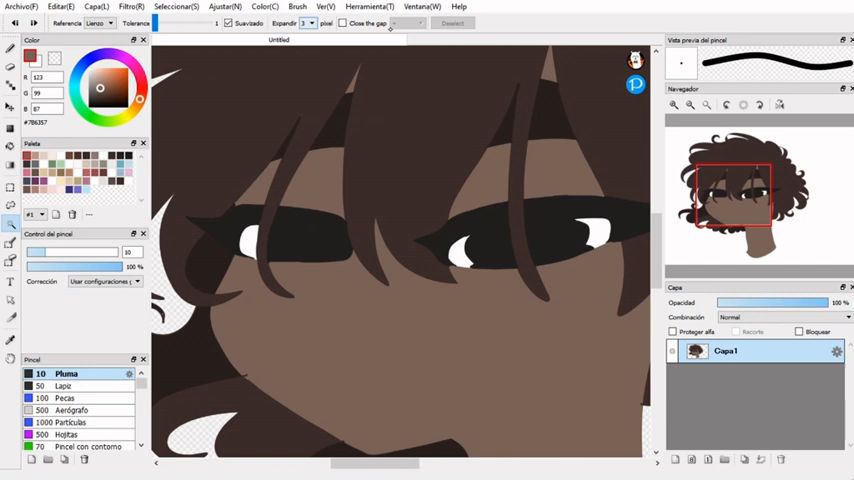 Archivo(F) Editar(E) Capa(L) Filtro(R) Seleccionar(S) Ajustar(N) Color(C) Brush Ver(V) Herramienta(T) Ventana(W) Ayuda(H)
Referencia Lienzo Tolerance 1 Suavizado Expandir 3 pixel Close the gap Deselect
Color
Untitled
Vista previa del pincel
R 123
G 99
B 87
#7B6357
Navegador
Paleta
#1
Control del pincel
10
100 %
Corrección Usar configuraciones
T
Capa
Opacidad 100 %
Combinación Normal
Proteger alfa Recorte Bloquear
Capa1
Pincel
10 Pluma
50 Lapiz
100 Pecas
500 Aerógrafo
1000 Partículas
500 Hojitas
70 Pincel con contorno